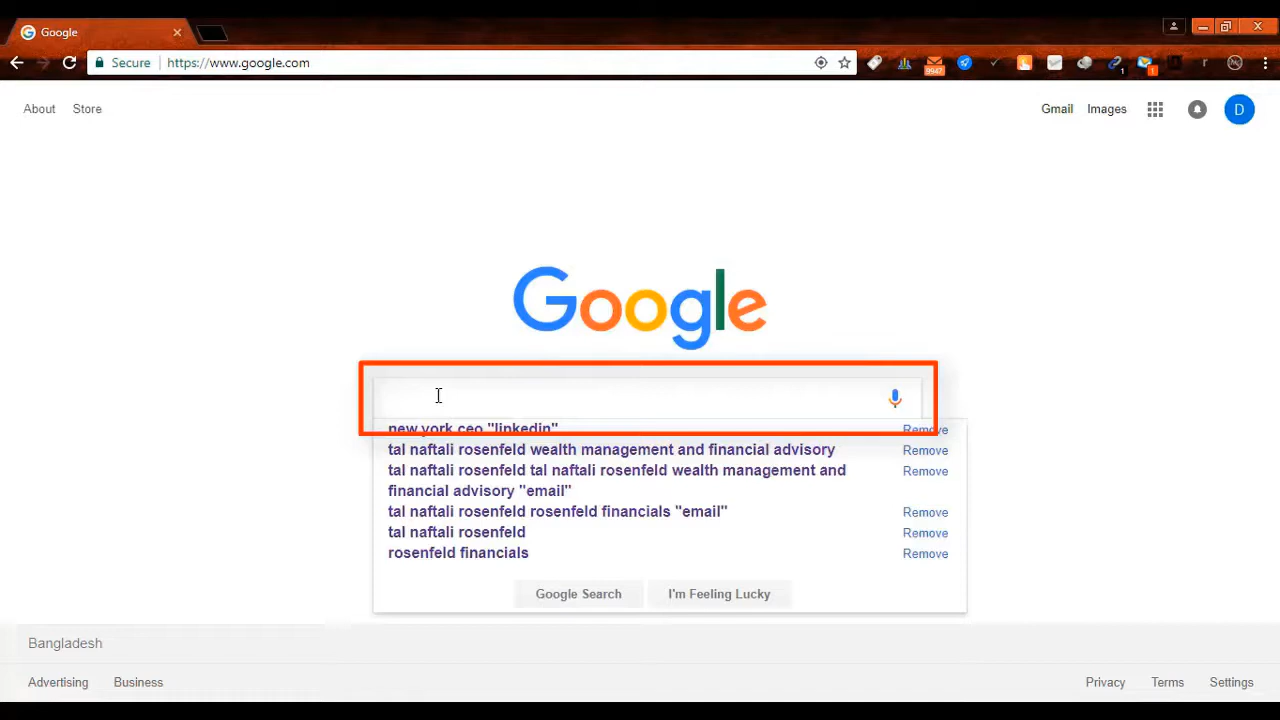 Google
Secure https://www.google.com
9947
1
1
About Store
Gmail Images
D
Google
new york ceo "linkedin"
Remove
tal naftali rosenfeld wealth management and financial advisory
Remove
tal naftali rosenfeld tal naftali rosenfeld wealth management and
Remove
financial advisory "email"
tal naftali rosenfeld rosenfeld financials "email"
Remove
tal naftali rosenfeld
Remove
rosenfeld financials
Remove
Google Search I'm Feeling Lucky
Bangladesh
Advertising Business
Privacy Terms Settings